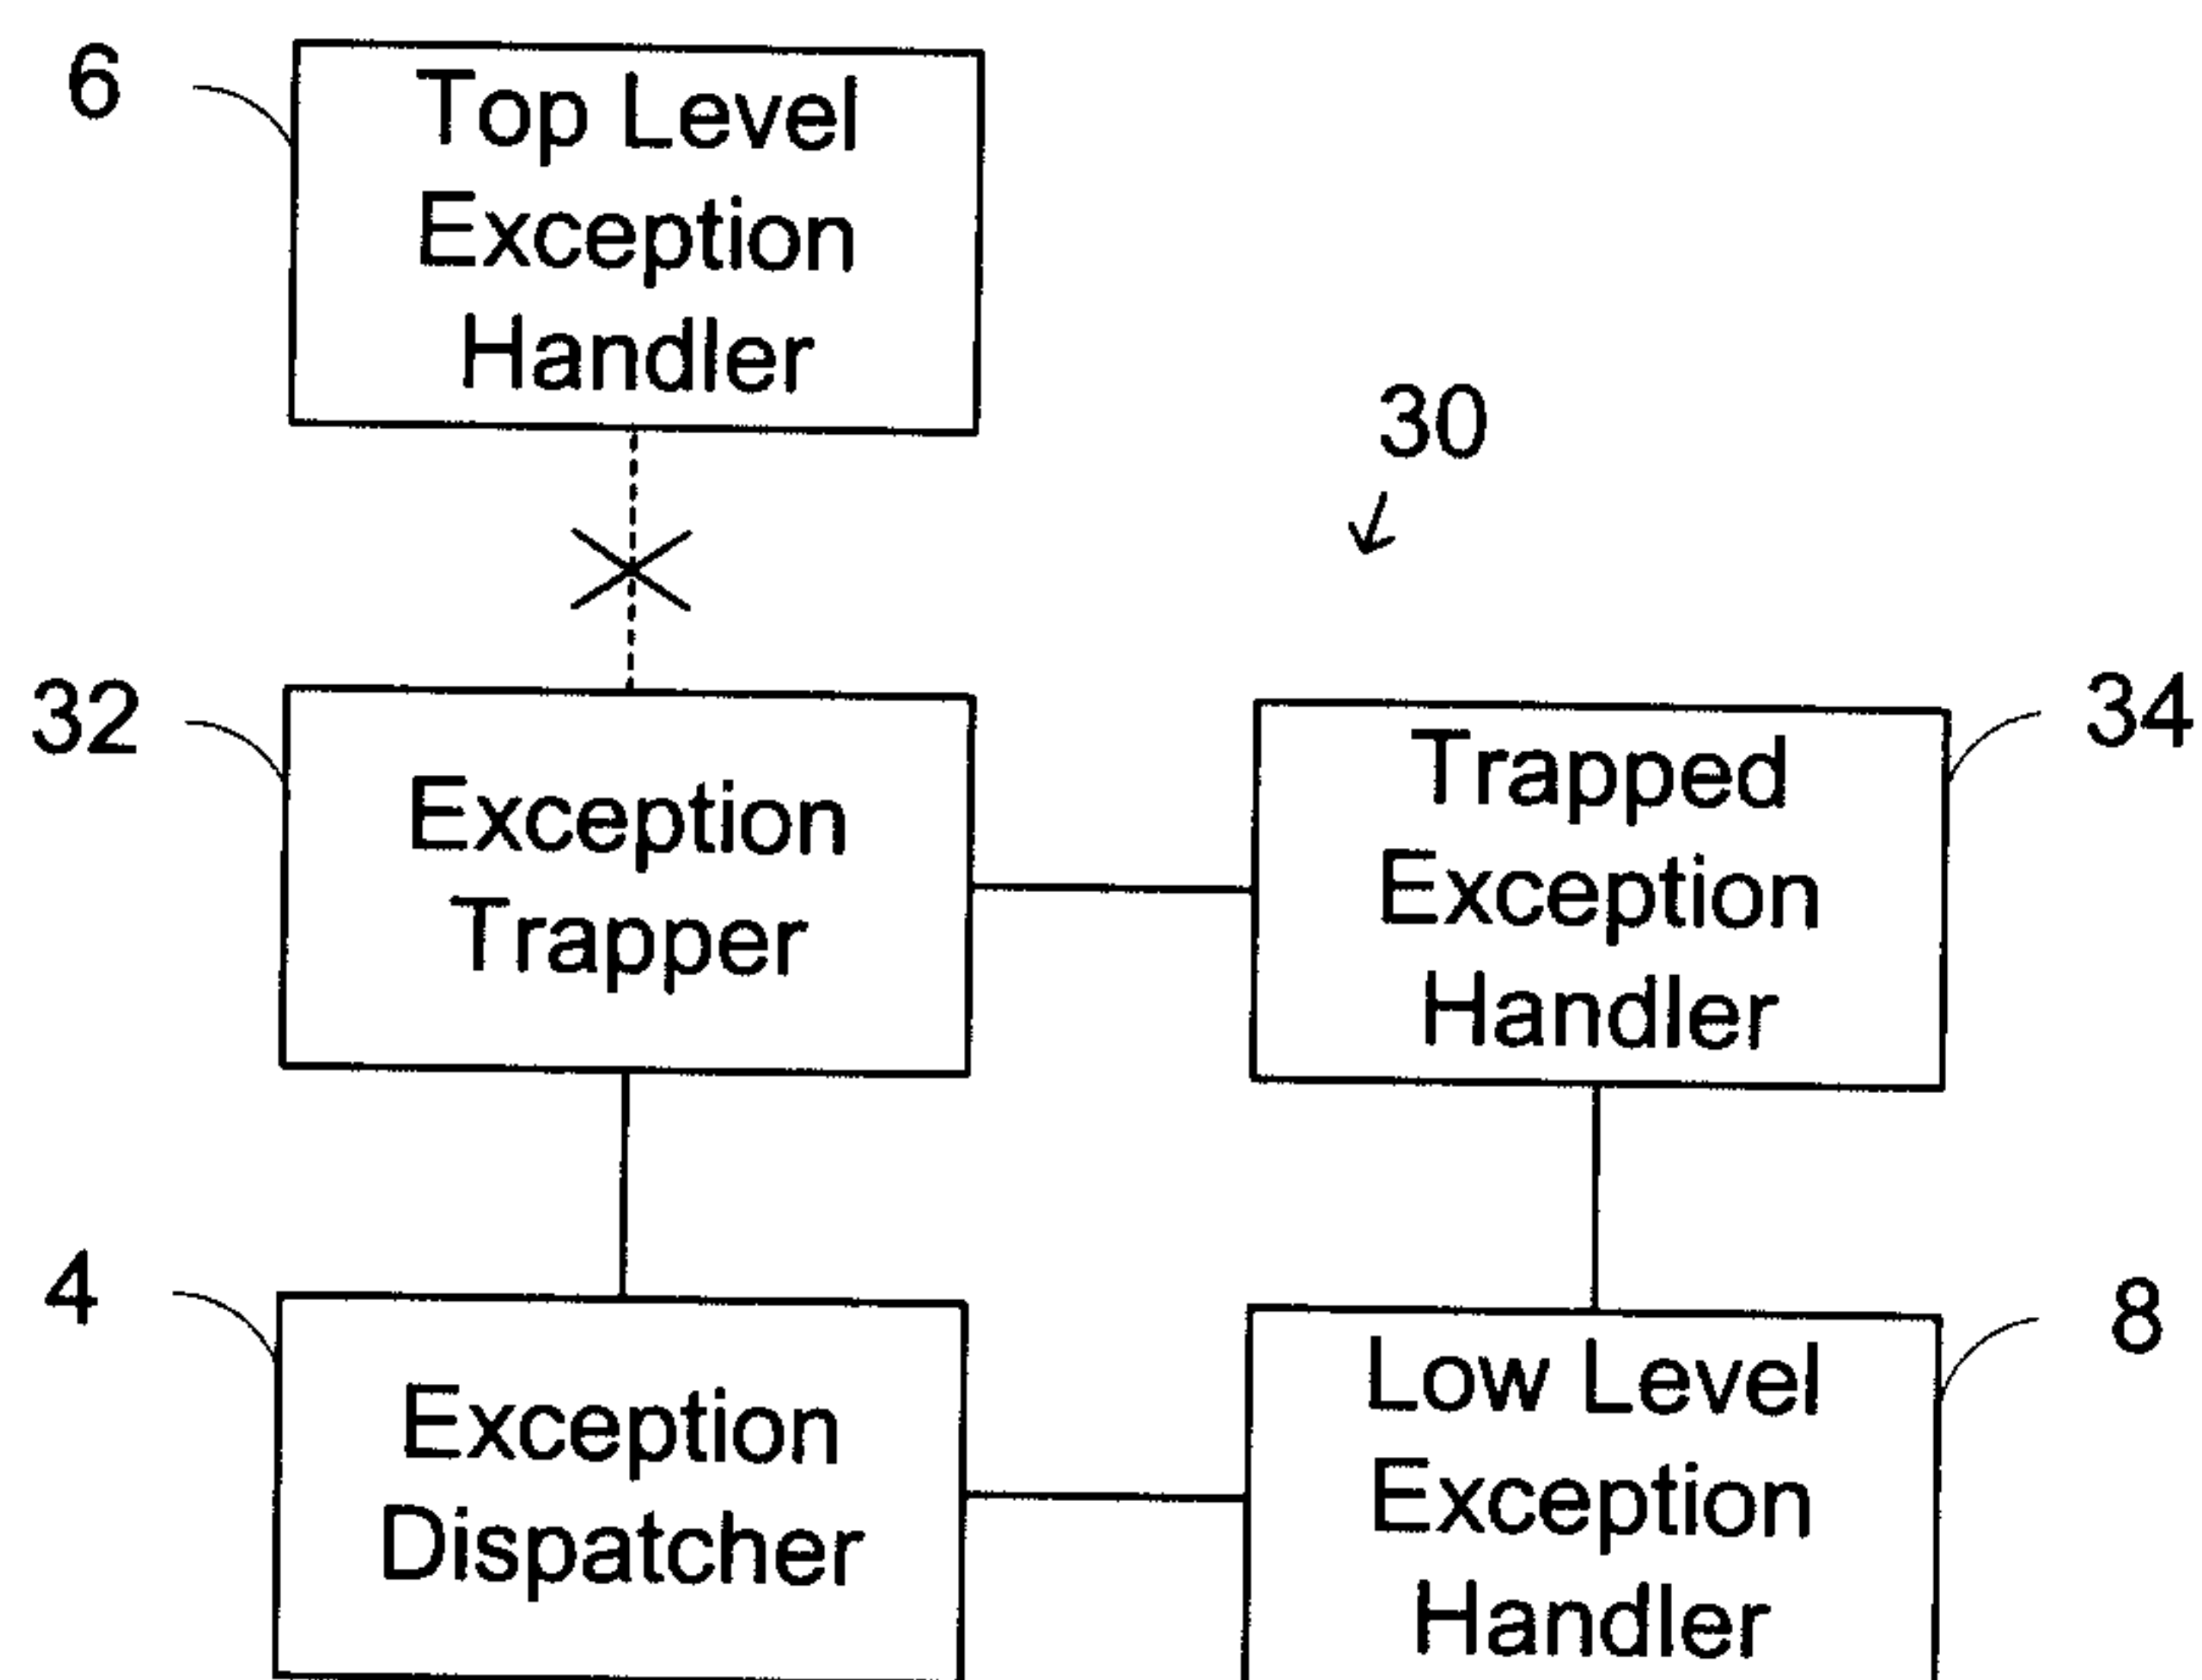 6
Top Level
Exception
Handler
30
32
Exception
Trapper
Trapped
Exception
Handler
34
4
Exception
Dispatcher
Low Level
Exception
Handler
8